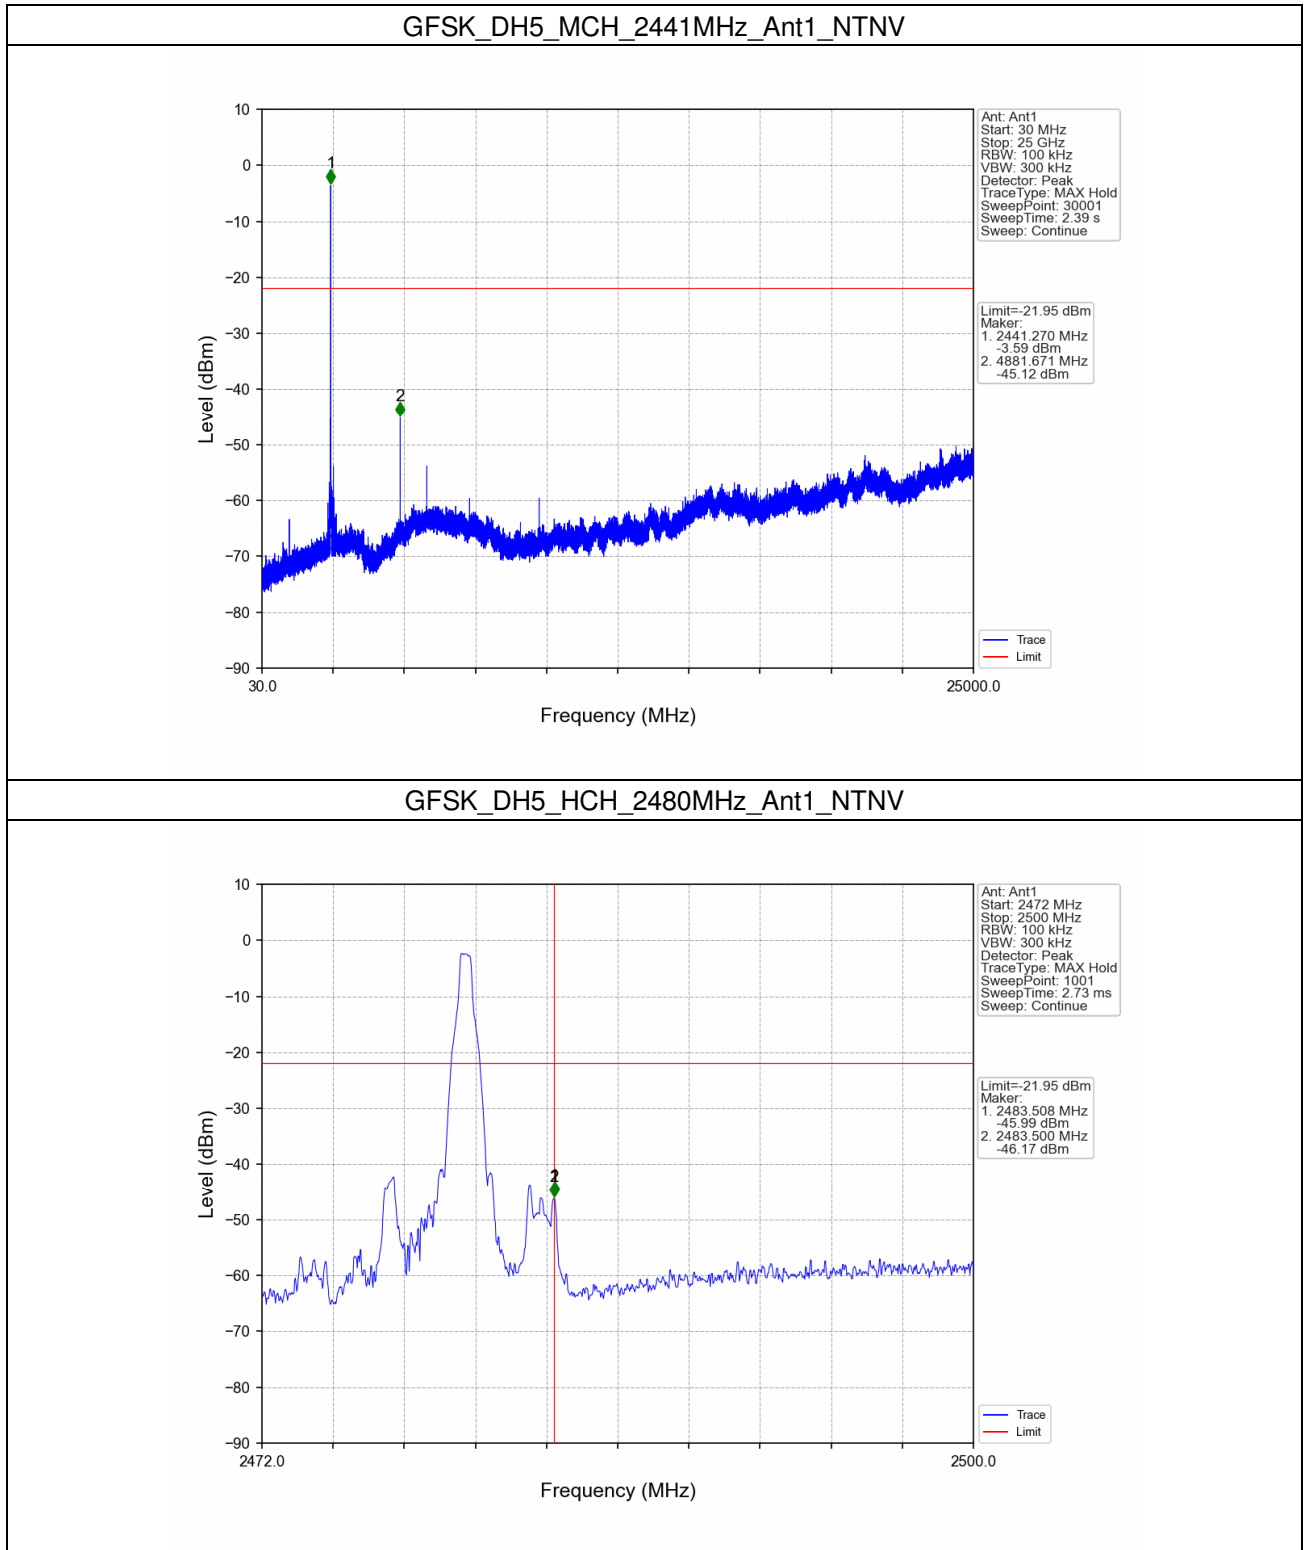 GFSK_DH5_MCH_2441MHz_Ant1_NTNV
10
0
−10
−20
−30
−40
−50
−60
−70
−80
−90
Level (dBm)
1
2
30.0
25000.0
Frequency (MHz)
Ant: Ant1
Start: 30 MHz
Stop: 25 GHz
RBW: 100 kHz
VBW: 300 kHz
Detector: Peak
TraceType: MAX Hold
SweepPoint: 30001
SweepTime: 2.39 s
Sweep: Continue
Limit=-21.95 dBm
Maker:
1. 2441.270 MHz
-3.59 dBm
2. 4881.671 MHz
-45.12 dBm
Trace
Limit
GFSK_DH5_HCH_2480MHz_Ant1_NTNV
10
0
−10
−20
−30
−40
−50
−60
−70
−80
−90
Level (dBm)
1
2
2472.0
2500.0
Frequency (MHz)
Ant: Ant1
Start: 2472 MHz
Stop: 2500 MHz
RBW: 100 kHz
VBW: 300 kHz
Detector: Peak
TraceType: MAX Hold
SweepPoint: 1001
SweepTime: 2.73 ms
Sweep: Continue
Limit=-21.95 dBm
Maker:
1. 2483.508 MHz
-45.99 dBm
2. 2483.500 MHz
-46.17 dBm
Trace
Limit